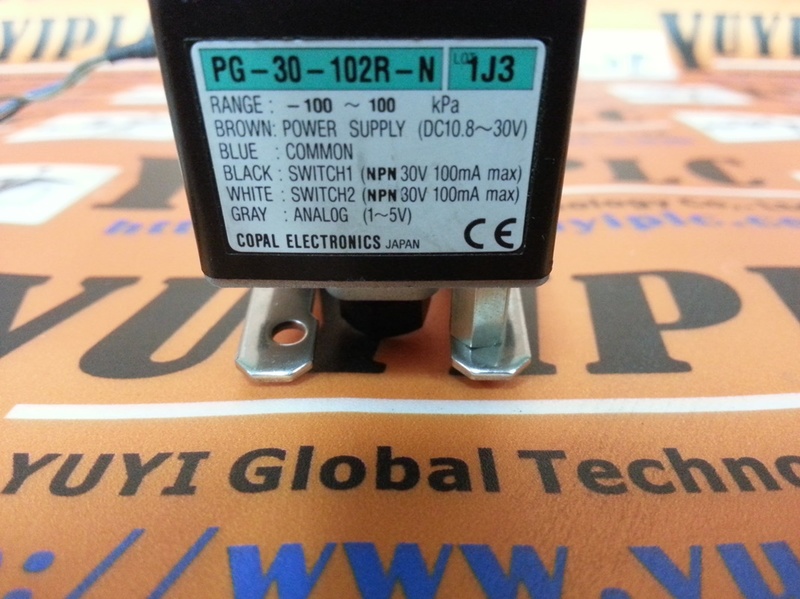 VUYIPLC
PG-30-102R-N LOT 1J3
RANGE : -100 ~ 100 kPa
BROWN: POWER SUPPLY (DC10.8~30V)
BLUE : COMMON
BLACK : SWITCH1 (NPN 30V 100mA max)
WHITE : SWITCH2 (NPN 30V 100mA max)
GRAY : ANALOG (1~5V)
COPAL ELECTRONICS JAPAN CE
YUYIPL
YUYI Global Techno
://www.yu